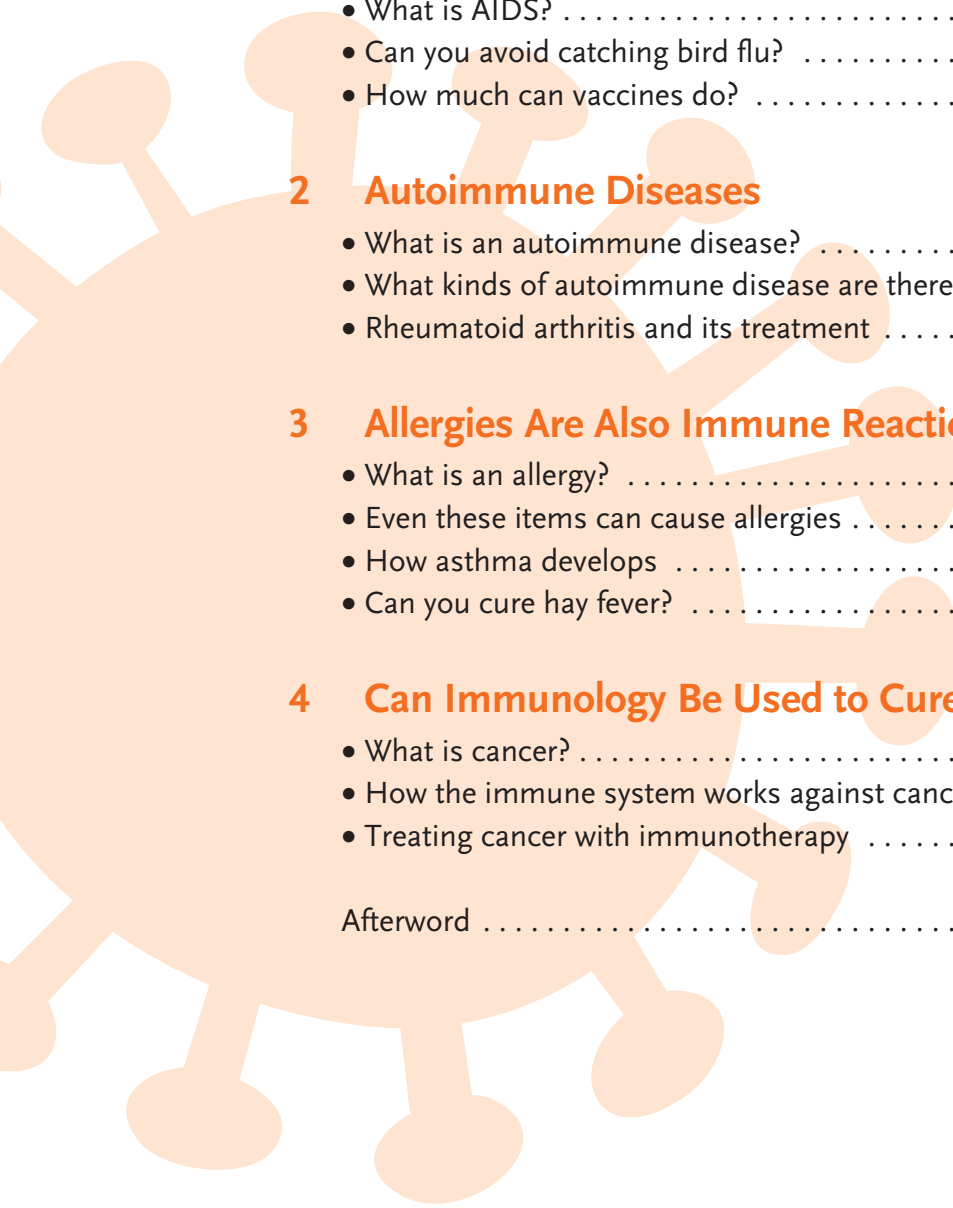 • What is AIDS? . . . . . . . . . . . . . . . . . . . . . . . . .
• Can you avoid catching bird flu? . . . . . . . . . .
• How much can vaccines do? . . . . . . . . . . . . .
2 Autoimmune Diseases
• What is an autoimmune disease? . . . . . . . . .
• What kinds of autoimmune disease are there
• Rheumatoid arthritis and its treatment . . . . .
3 Allergies Are Also Immune Reacti
• What is an allergy? . . . . . . . . . . . . . . . . . . . . .
• Even these items can cause allergies . . . . . . .
• How asthma develops . . . . . . . . . . . . . . . . . .
• Can you cure hay fever? . . . . . . . . . . . . . . . . .
4 Can Immunology Be Used to Cure
• What is cancer? . . . . . . . . . . . . . . . . . . . . . . . .
• How the immune system works against canc
• Treating cancer with immunotherapy . . . . . .
Afterword . . . . . . . . . . . . . . . . . . . . . . . . . . . . . .